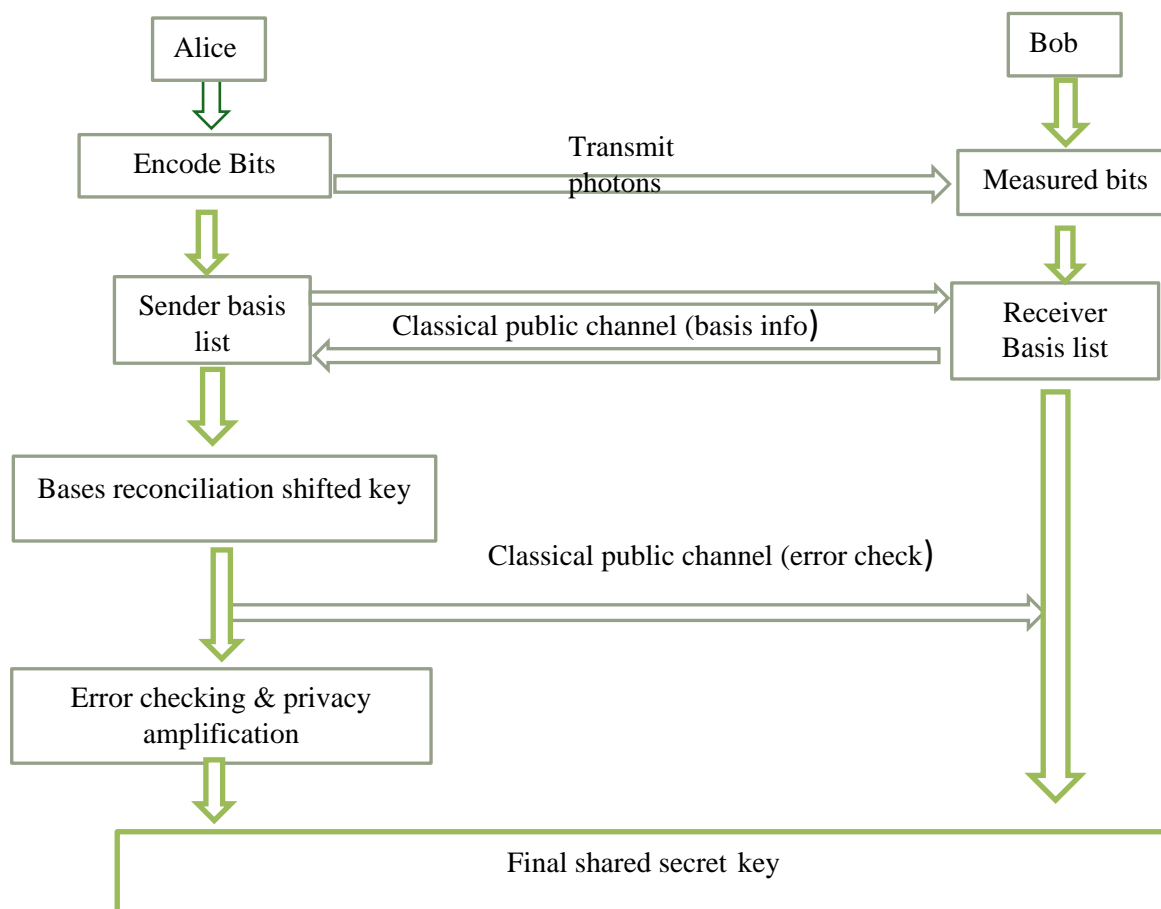 Alice
Bob
Encode Bits
Transmit
photons
Measured bits
Sender basis
list
Classical public channel (basis info)
Receiver
Basis list
Bases reconciliation shifted key
Classical public channel (error check)
Error checking & privacy
amplification
Final shared secret key